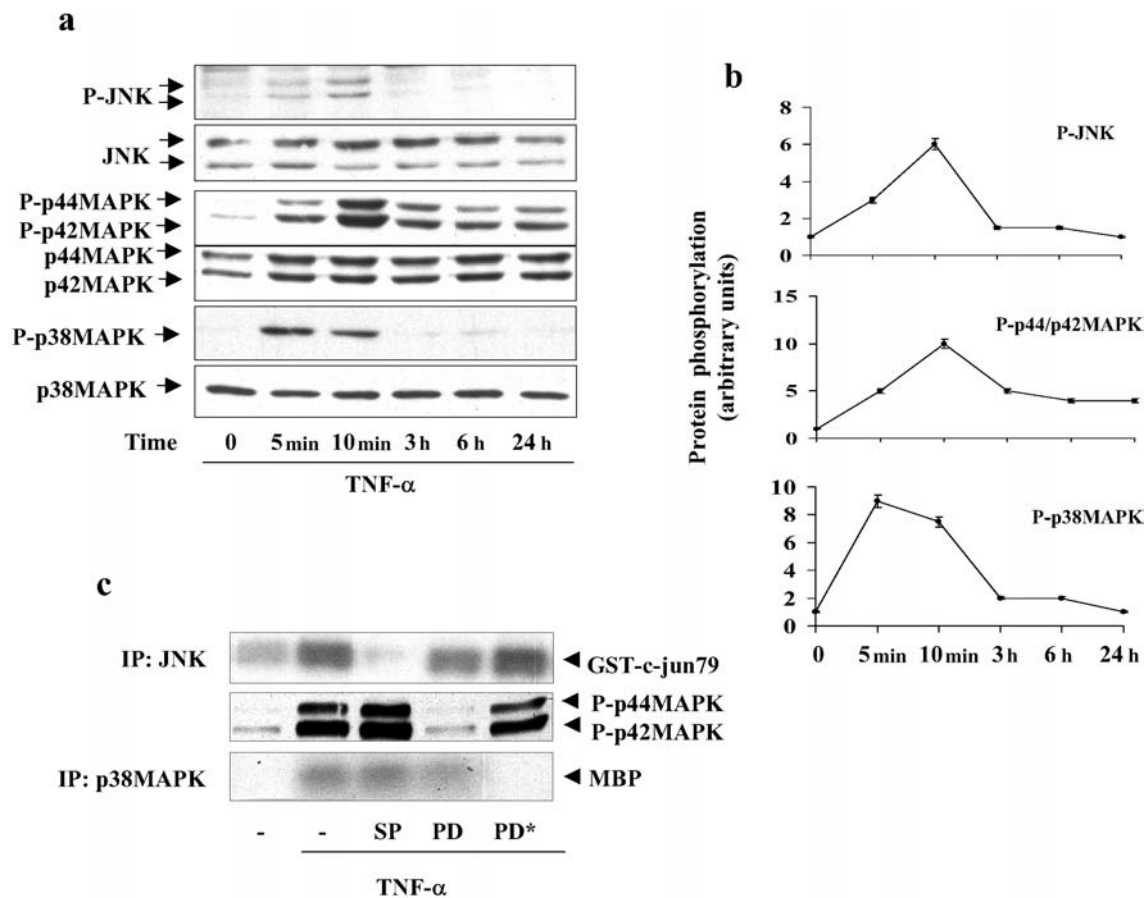 a
P-JNK
JNK
P-p44MAPK
P-p42MAPK
p44MAPK
p42MAPK
P-p38MAPK
p38MAPK
Time 0 5 min 10 min 3 h 6 h 24 h
TNF-α
b
Protein phosphorylation
(arbitrary units)
8
6
4
2
0
P-JNK
15
10
5
0
P-p44/p42MAPK
10
8
6
4
2
0
P-p38MAPK
0 5 min 10 min 3 h 6 h 24 h
c
IP: JNK
GST-c-jun79
P-p44MAPK
P-p42MAPK
IP: p38MAPK
MBP
- - SP PD PD*
TNF-α